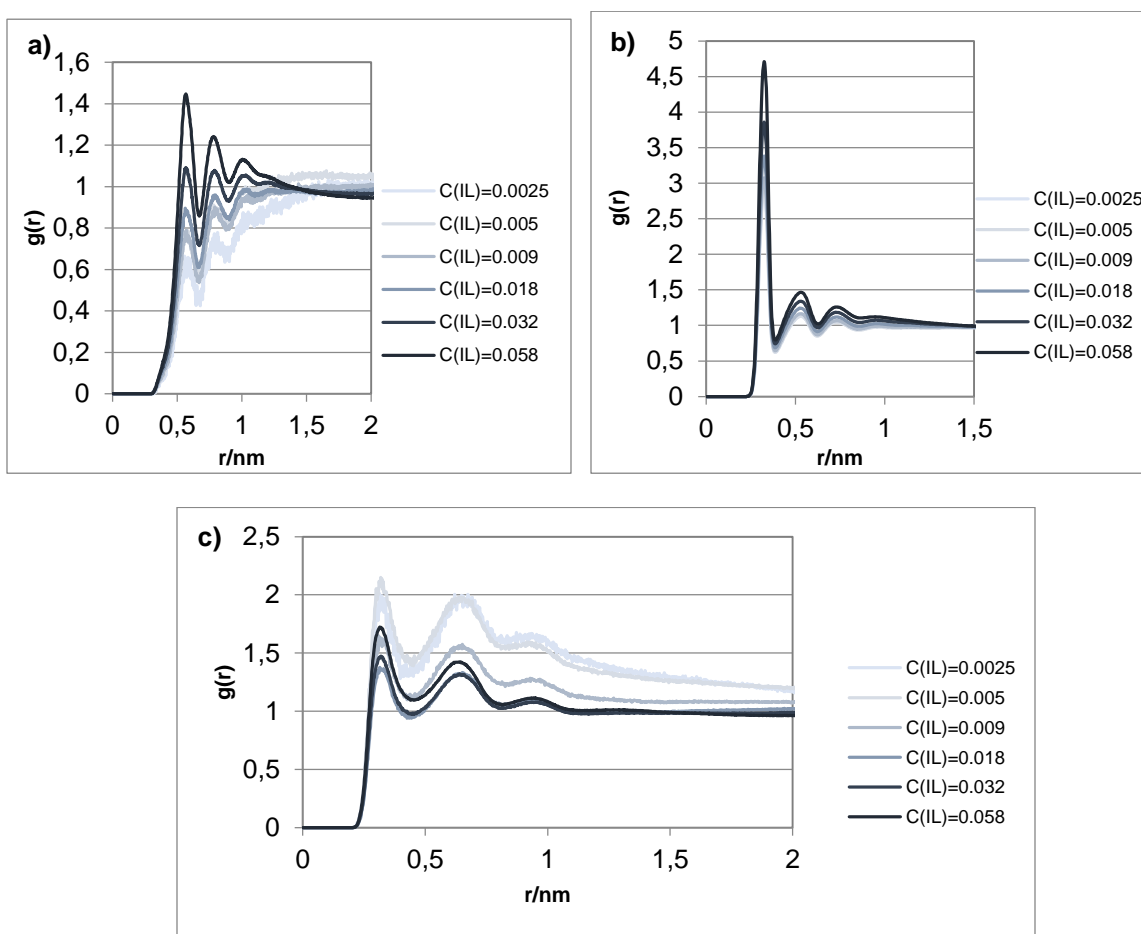 a)
1,6
1,4
1,2
1
0,8
0,6
0,4
0,2
0
g(r)
0 0,5 1 1,5 2
r/nm
C(IL)=0.0025
C(IL)=0.005
C(IL)=0.009
C(IL)=0.018
C(IL)=0.032
C(IL)=0.058
b)
5
4,5
4
3,5
3
2,5
2
1,5
1
0,5
0
g(r)
0 0,5 1 1,5
r/nm
C(IL)=0.0025
C(IL)=0.005
C(IL)=0.009
C(IL)=0.018
C(IL)=0.032
C(IL)=0.058
c)
2,5
2
1,5
1
0,5
0
g(r)
0 0,5 1 1,5 2
r/nm
C(IL)=0.0025
C(IL)=0.005
C(IL)=0.009
C(IL)=0.018
C(IL)=0.032
C(IL)=0.058